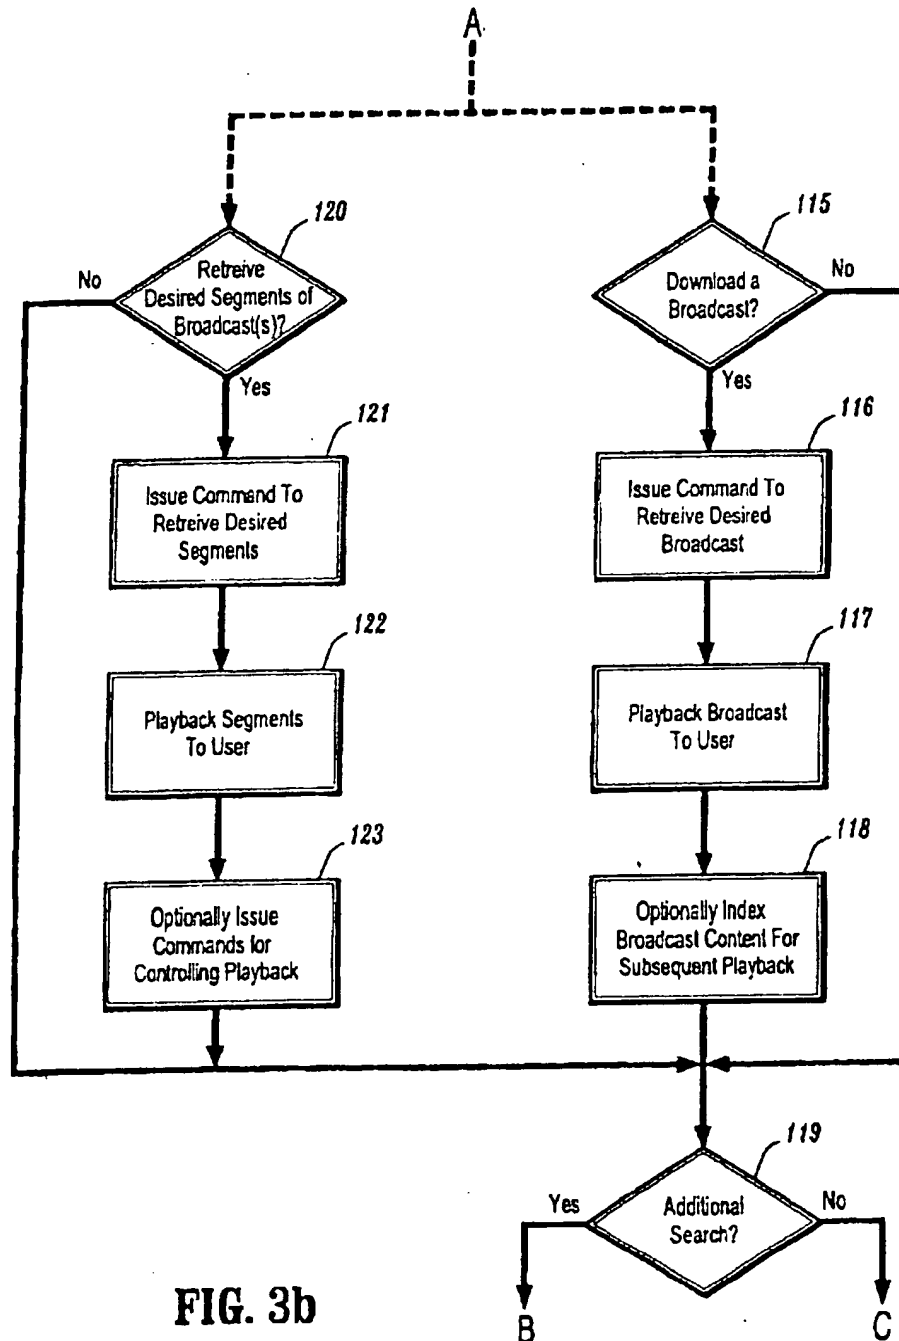 A
120
No
Retreive
Desired Segments of
Broadcast(s)?
Yes
121
Issue Command To
Retreive Desired
Segments
122
Playback Segments
To User
123
Optionally Issue
Commands for
Controlling Playback
115
Download a
Broadcast?
No
Yes
116
Issue Command To
Retreive Desired
Broadcast
117
Playback Broadcast
To User
118
Optionally Index
Broadcast Content For
Subsequent Playback
119
Additional
Search?
Yes
No
B
C
FIG. 3b